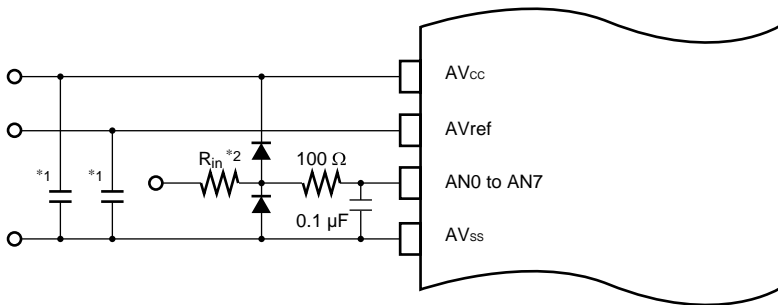 AVcc
AVref
Rin *2
100 Ω
*1
*1
AN0 to AN7
0.1 µF
AVss